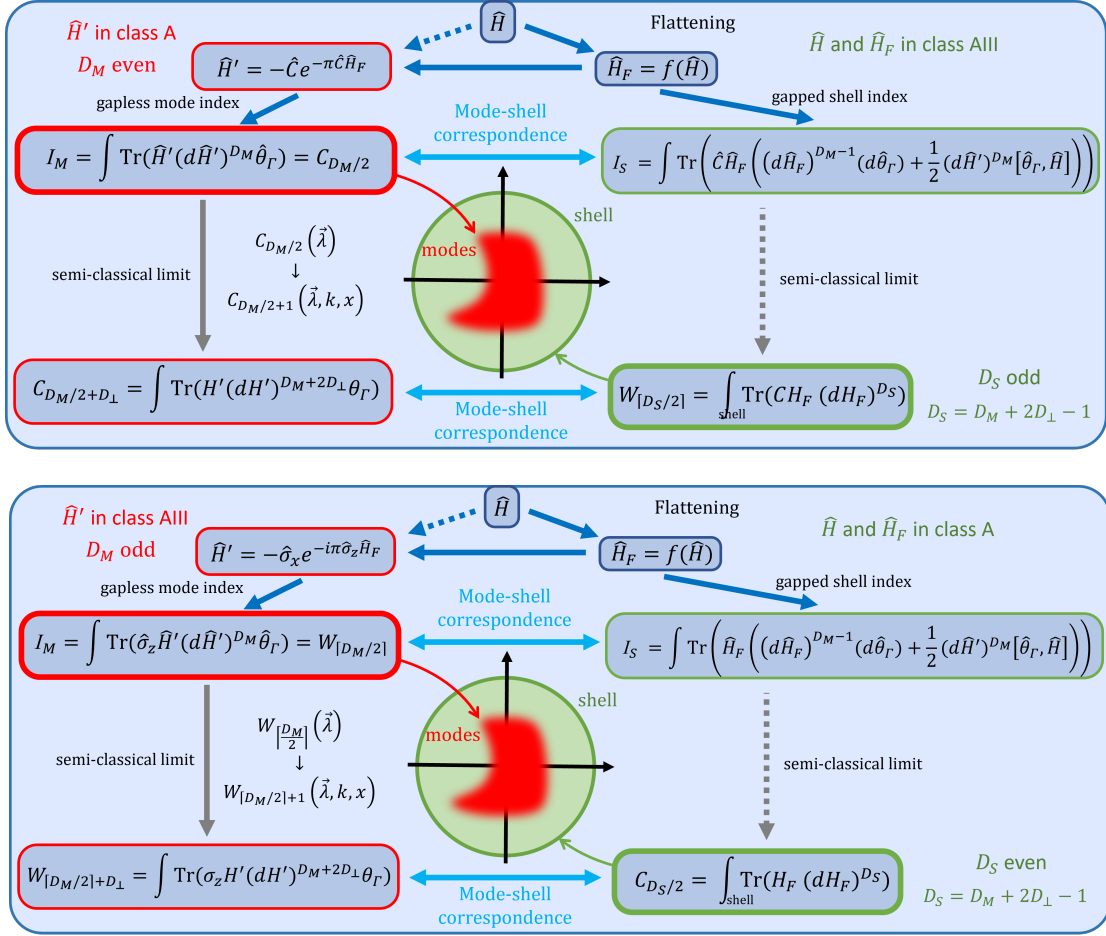 Ĥ
Flattening
Ĥ′ in class A
D_M even
Ĥ′ = −Ĉe^{−πĈĤ_F}
Ĥ_F = f(Ĥ)
Ĥ and Ĥ_F in class AIII
gapless mode index
gapped shell index
Mode-shell
correspondence
I_M = ∫ Tr(Ĥ′(dĤ′)^{D_M} θ̂_Γ) = C_{D_M/2}
I_S = ∫ Tr(ĈĤ_F((dĤ_F)^{D_M−1}(dθ̂_Γ) + 1/2 (dĤ′)^{D_M}[θ̂_Γ, Ĥ]))
shell
modes
semi-classical limit
C_{D_M/2}(λ⃗)
↓
C_{D_M/2+1}(λ⃗, k, x)
semi-classical limit
C_{D_M/2+D_⊥} = ∫ Tr(H′(dH′)^{D_M+2D_⊥} θ_Γ)
Mode-shell
correspondence
W_{⌈D_S/2⌉} = ∫_{shell} Tr(CH_F (dH_F)^{D_S})
D_S odd
D_S = D_M + 2D_⊥ − 1
Ĥ
Flattening
Ĥ′ in class AIII
D_M odd
Ĥ′ = −σ̂_x e^{−iπσ̂_z Ĥ_F}
Ĥ_F = f(Ĥ)
Ĥ and Ĥ_F in class A
gapless mode index
gapped shell index
Mode-shell
correspondence
I_M = ∫ Tr(σ̂_z Ĥ′(dĤ′)^{D_M} θ̂_Γ) = W_{⌈D_M/2⌉}
I_S = ∫ Tr(Ĥ_F((dĤ_F)^{D_M−1}(dθ̂_Γ) + 1/2 (dĤ′)^{D_M}[θ̂_Γ, Ĥ]))
shell
modes
semi-classical limit
W_{⌈D_M/2⌉}(λ⃗)
↓
W_{⌈D_M/2⌉+1}(λ⃗, k, x)
semi-classical limit
W_{⌈D_M/2⌉+D_⊥} = ∫ Tr(σ_z H′(dH′)^{D_M+2D_⊥} θ_Γ)
Mode-shell
correspondence
C_{D_S/2} = ∫_{shell} Tr(H_F (dH_F)^{D_S})
D_S even
D_S = D_M + 2D_⊥ − 1